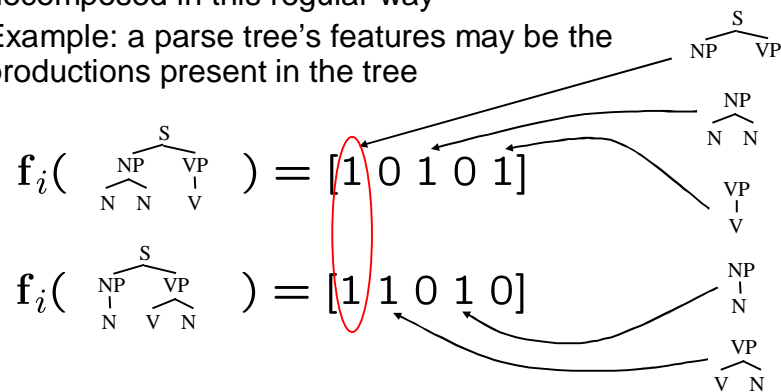 decomposed in this regular way
Example: a parse tree's features may be the
productions present in the tree
S
NP VP
NP
N N
S
NP VP
N N V
f_i( ) = [1 0 1 0 1]
VP
V
S
NP VP
N V N
f_i( ) = [1 1 0 1 0]
NP
N
VP
V N